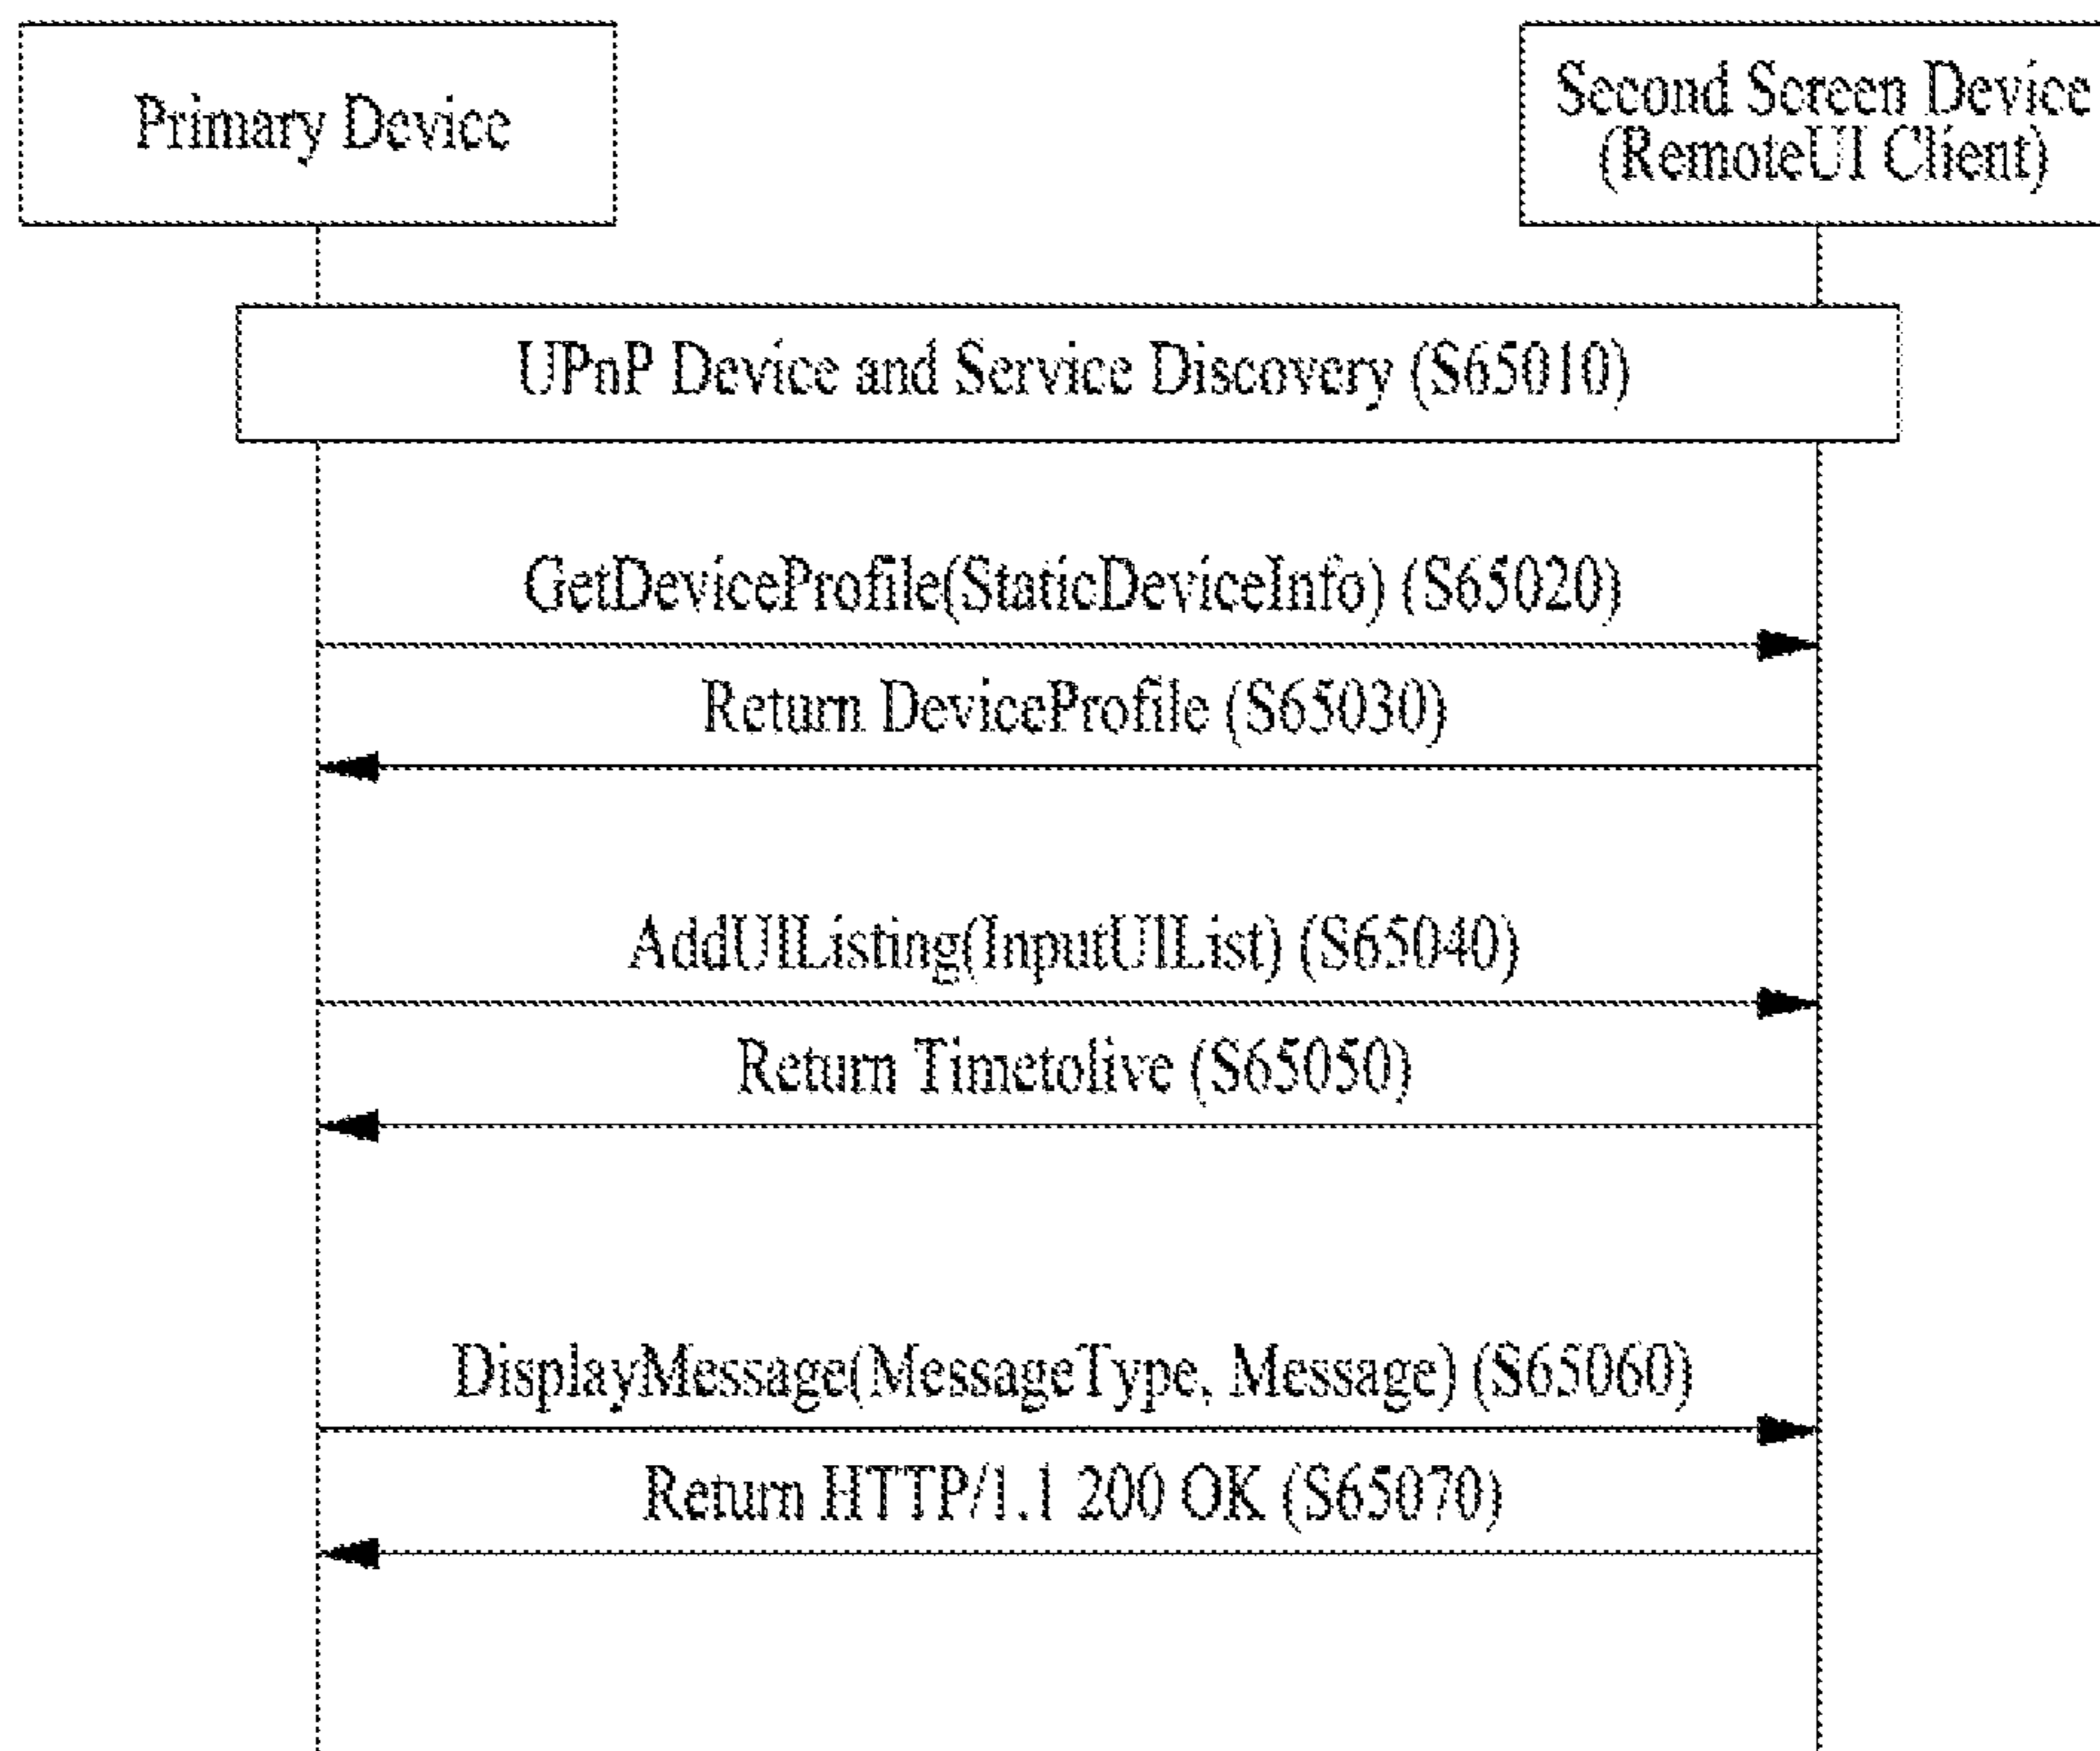 Primary Device
Second Screen Device
(RemoteUI Client)
UPnP Device and Service Discovery (S65010)
GetDeviceProfile(StaticDeviceInfo) (S65020)
Return DeviceProfile (S65030)
AddUIListing(InputUIList) (S65040)
Return Timetolive (S65050)
DisplayMessage(MessageType, Message) (S65060)
Return HTTP/1.1 200 OK (S65070)